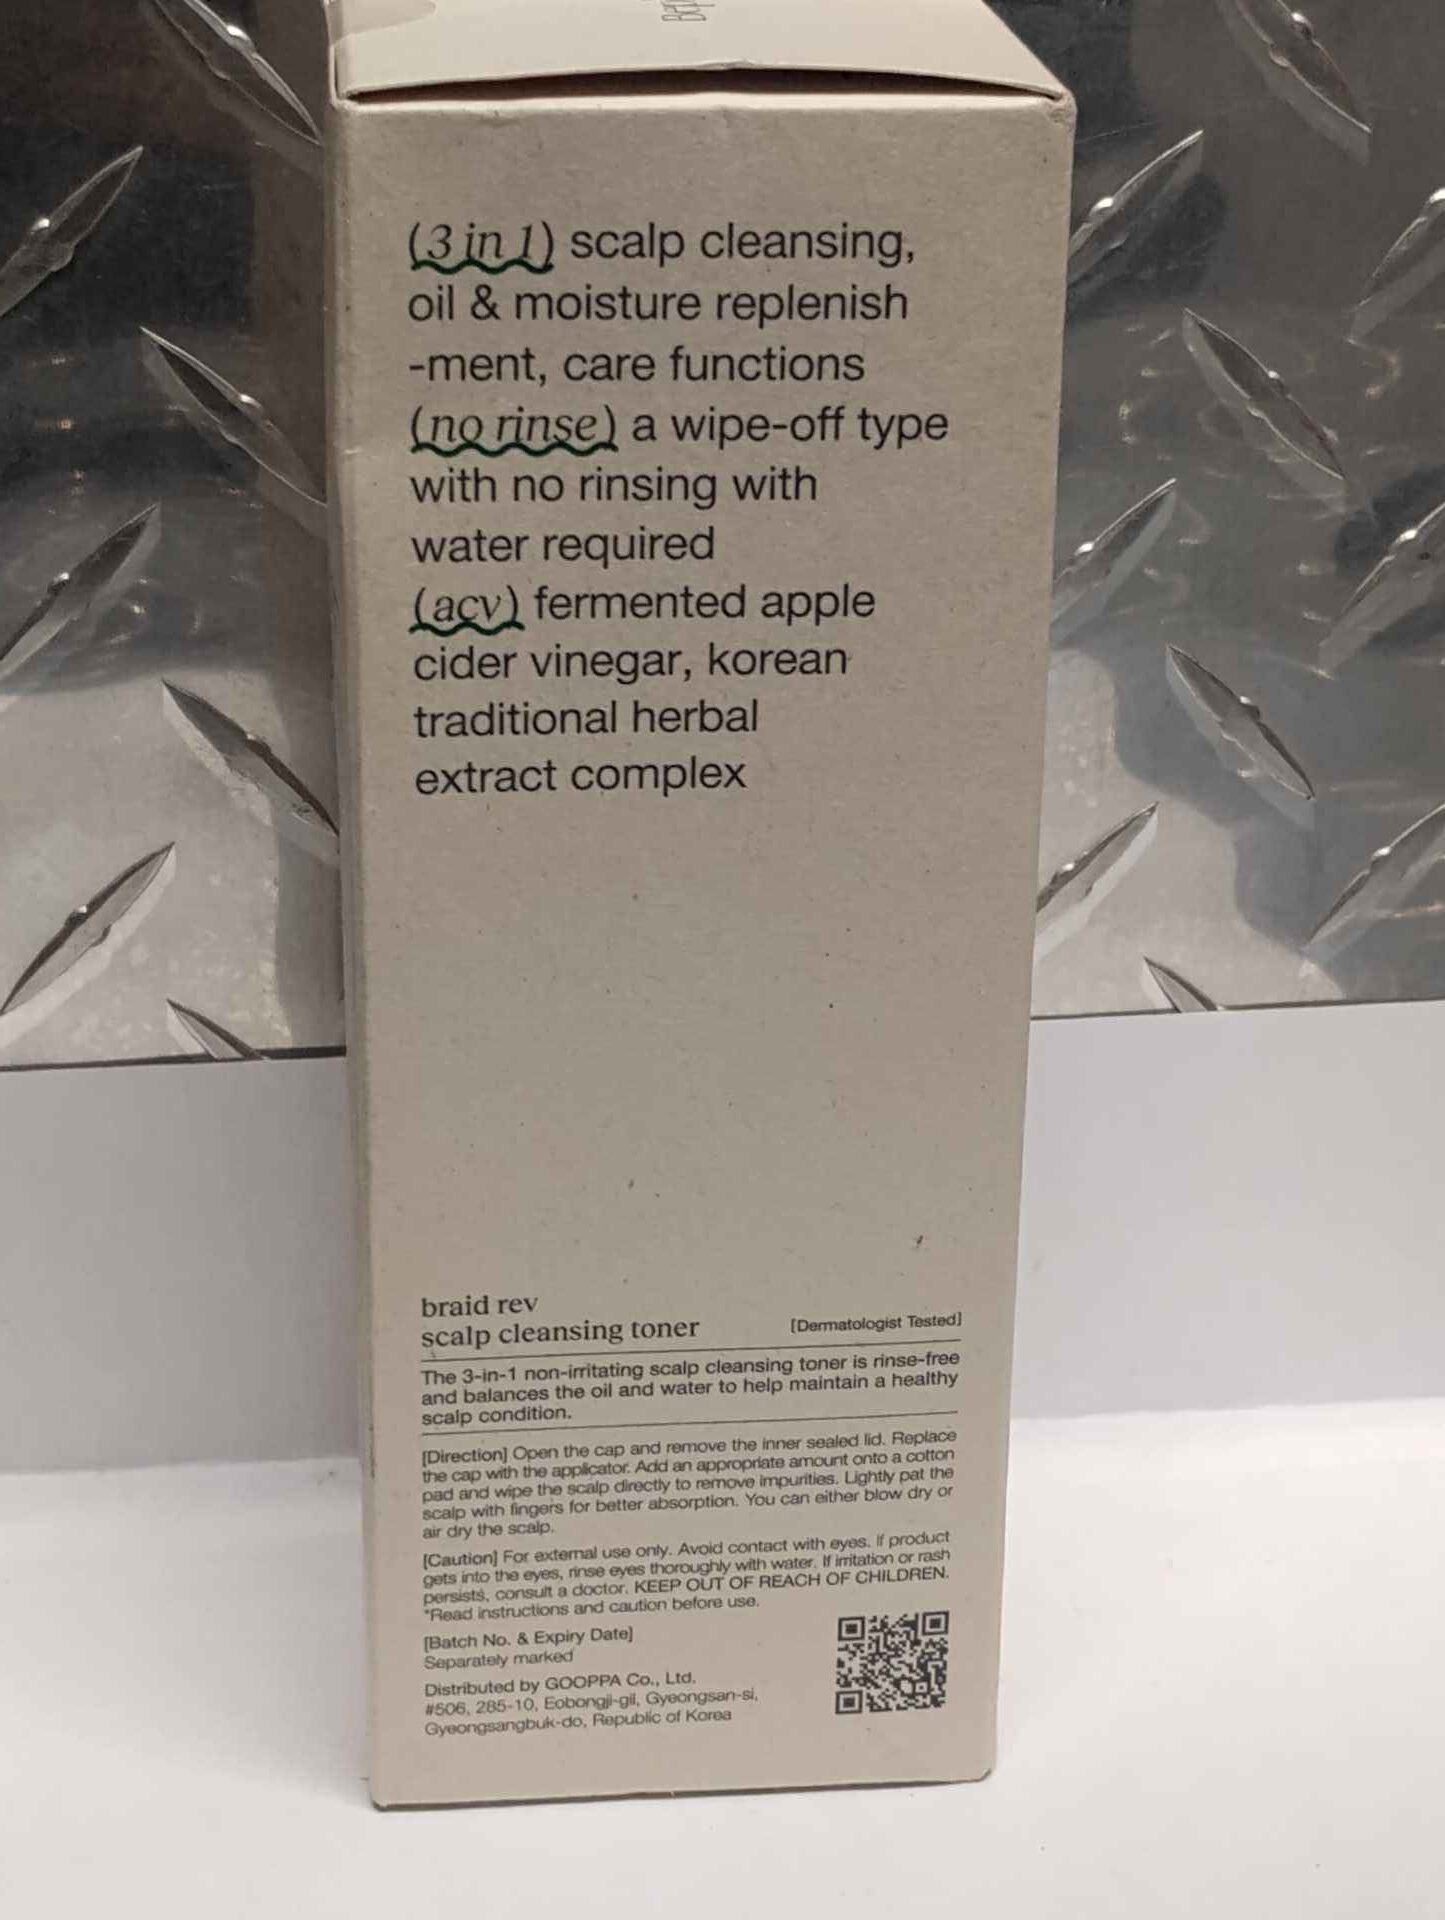 (3 in 1) scalp cleansing,
oil & moisture replenish
-ment, care functions
(no rinse) a wipe-off type
with no rinsing with
water required
(acv) fermented apple
cider vinegar, korean
traditional herbal
extract complex
braid rev
scalp cleansing toner
[Dermatologist Tested]
The 3-in-1 non-irritating scalp cleansing toner is rinse-free
and balances the oil and water to help maintain a healthy
scalp condition.
[Direction] Open the cap and remove the inner sealed lid. Replace
the cap with the applicator. Add an appropriate amount onto a cotton
pad and wipe the scalp directly to remove impurities. Lightly pat the
scalp with fingers for better absorption. You can either blow dry or
air dry the scalp.
[Caution] For external use only. Avoid contact with eyes. If product
gets into the eyes, rinse eyes thoroughly with water. If irritation or rash
persists, consult a doctor. KEEP OUT OF REACH OF CHILDREN.
*Read instructions and caution before use.
[Batch No. & Expiry Date]
Separately marked
Distributed by GOOPPA Co., Ltd.
#506, 285-10, Eobongji-gil, Gyeongsan-si,
Gyeongsangbuk-do, Republic of Korea